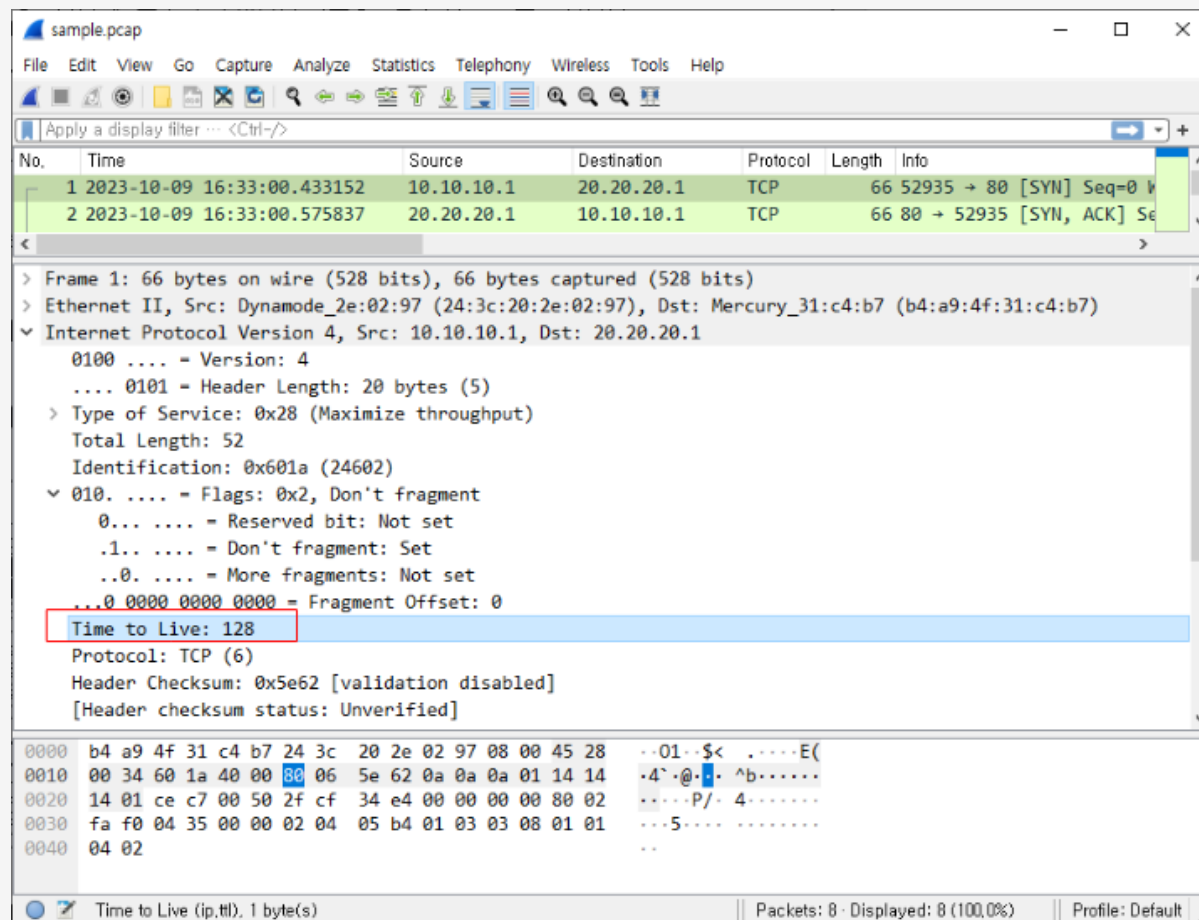 sample.pcap
File Edit View Go Capture Analyze Statistics Telephony Wireless Tools Help
Apply a display filter ··· <Ctrl-/>
No. Time Source Destination Protocol Length Info
1 2023-10-09 16:33:00.433152 10.10.10.1 20.20.20.1 TCP 66 52935 → 80 [SYN] Seq=0
2 2023-10-09 16:33:00.575837 20.20.20.1 10.10.10.1 TCP 66 80 → 52935 [SYN, ACK]
> Frame 1: 66 bytes on wire (528 bits), 66 bytes captured (528 bits)
> Ethernet II, Src: Dynamode_2e:02:97 (24:3c:20:2e:02:97), Dst: Mercury_31:c4:b7 (b4:a9:4f:31:c4:b7)
Internet Protocol Version 4, Src: 10.10.10.1, Dst: 20.20.20.1
0100 .... = Version: 4
.... 0101 = Header Length: 20 bytes (5)
> Type of Service: 0x28 (Maximize throughput)
Total Length: 52
Identification: 0x601a (24602)
010. .... = Flags: 0x2, Don't fragment
0... .... = Reserved bit: Not set
.1.. .... = Don't fragment: Set
..0. .... = More fragments: Not set
...0 0000 0000 0000 = Fragment Offset: 0
Time to Live: 128
Protocol: TCP (6)
Header Checksum: 0x5e62 [validation disabled]
[Header checksum status: Unverified]
0000 b4 a9 4f 31 c4 b7 24 3c 20 2e 02 97 08 00 45 28 ··O1··$< .····E(
0010 00 34 60 1a 40 00 80 06 5e 62 0a 0a 0a 01 14 14 ·4`·@··· ^b······
0020 14 01 ce c7 00 50 2f cf 34 e4 00 00 00 00 80 02 ·····P/· 4·······
0030 fa f0 04 35 00 00 02 04 05 b4 01 03 03 08 01 01 ···5···· ········
0040 04 02 ··
Time to Live (ip.ttl), 1 byte(s) Packets: 8 · Displayed: 8 (100.0%) Profile: Default